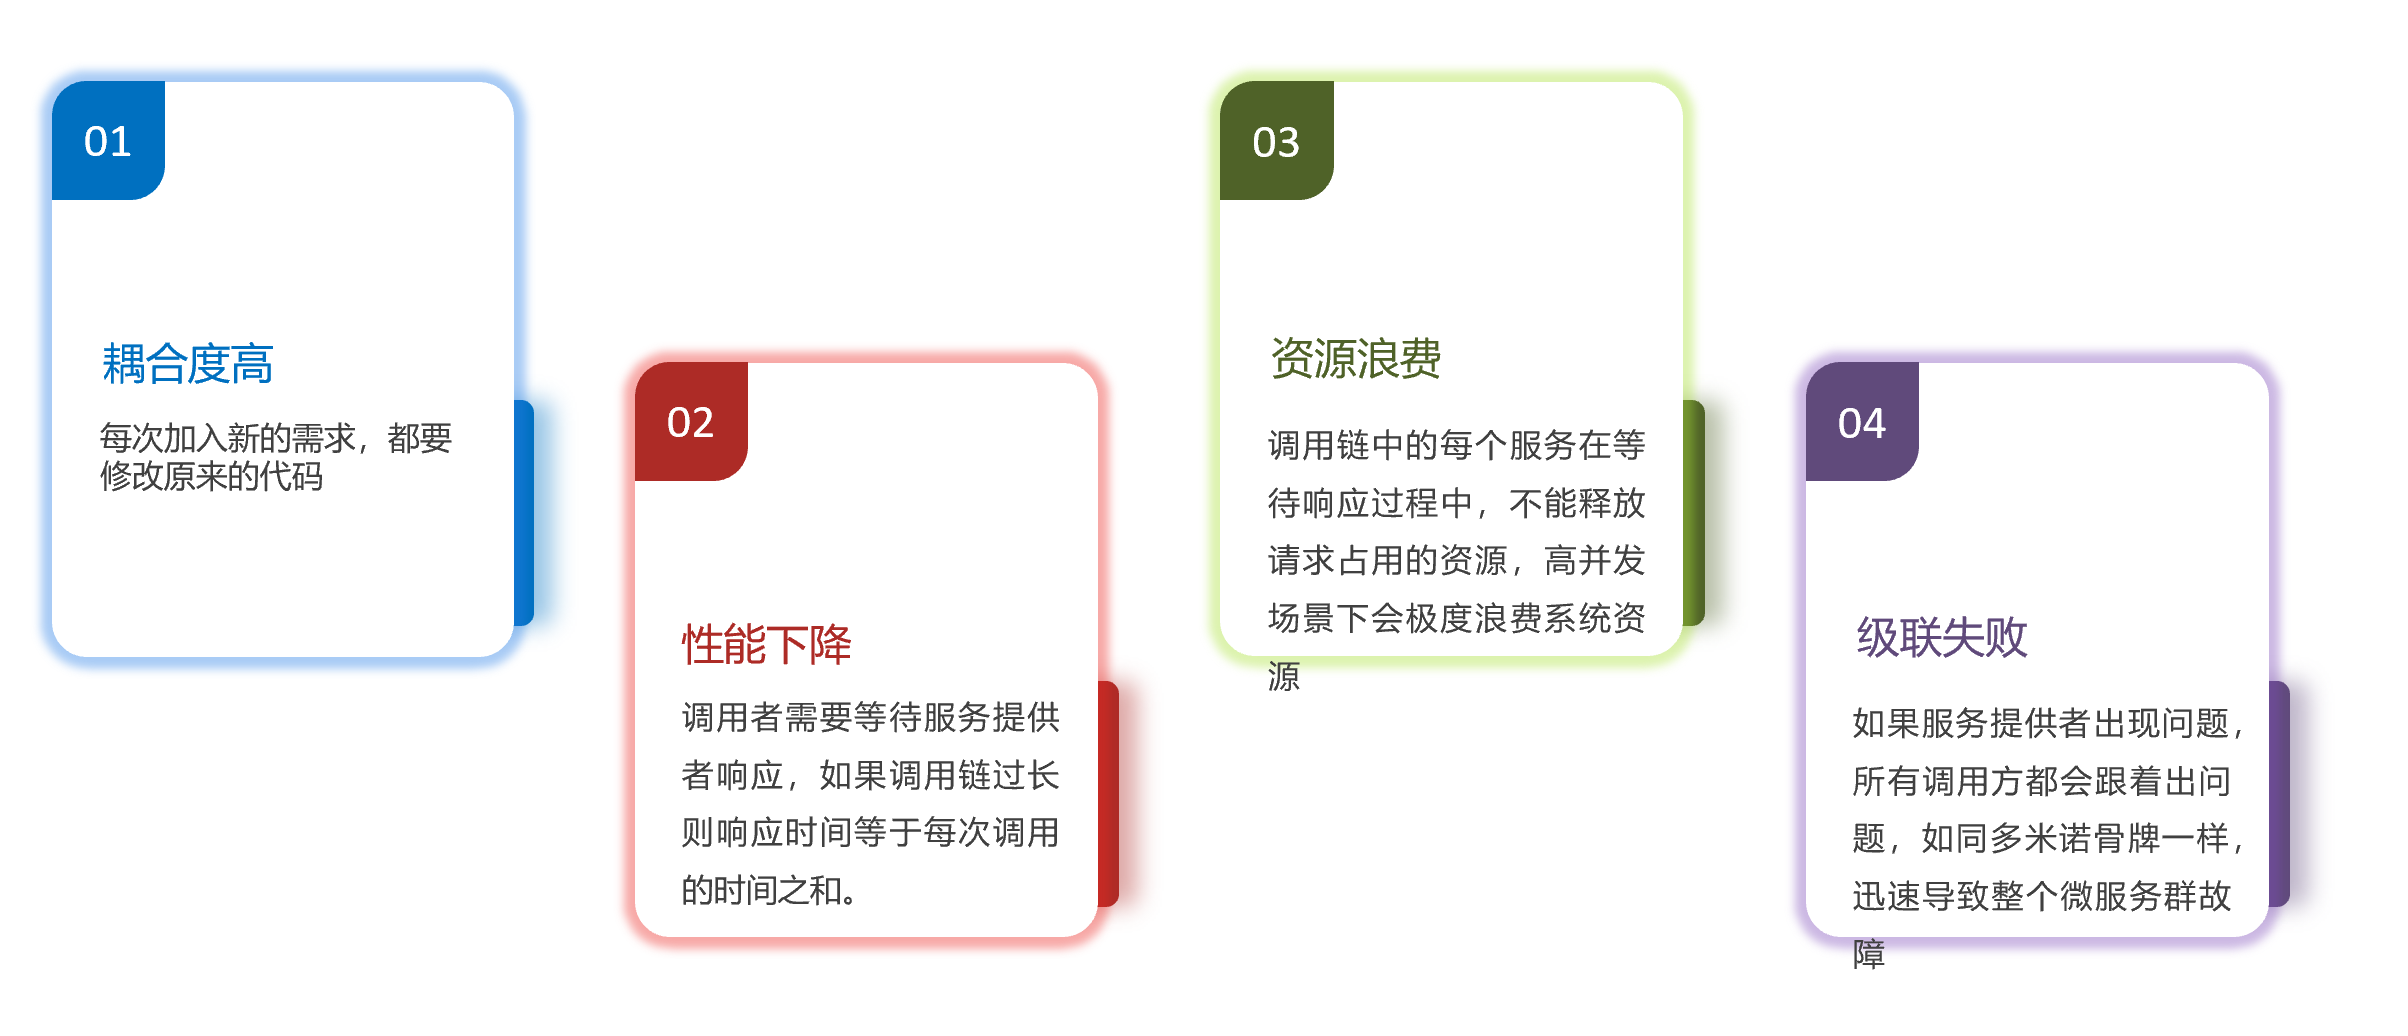 01
耦合度高
每次加入新的需求，都要
修改原来的代码
02
性能下降
调用者需要等待服务提供
者响应，如果调用链过长
则响应时间等于每次调用
的时间之和。
03
资源浪费
调用链中的每个服务在等
待响应过程中，不能释放
请求占用的资源，高并发
场景下会极度浪费系统资
源
04
级联失败
如果服务提供者出现问题，
所有调用方都会跟着出问
题，如同多米诺骨牌一样，
迅速导致整个微服务群故
障